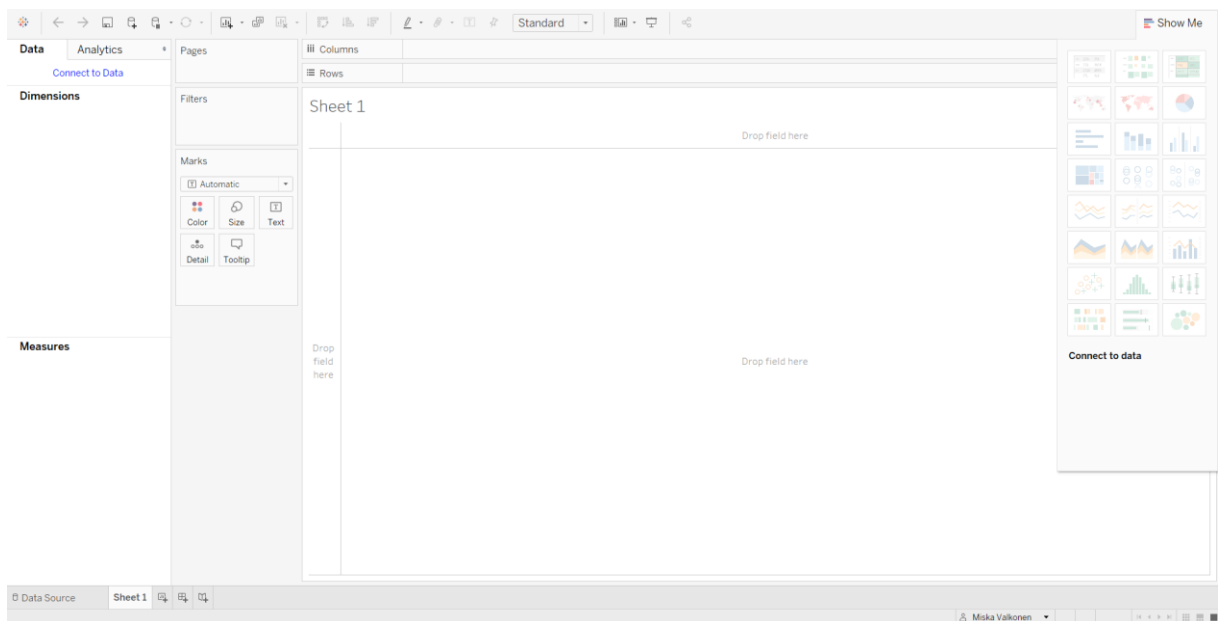 Standard
Show Me
Data
Analytics
Pages
Columns
Connect to Data
Rows
Dimensions
Filters
Sheet 1
Drop field here
Marks
Automatic
Color
Size
Text
Detail
Tooltip
Measures
Drop
field
here
Drop field here
Connect to data
Data Source
Sheet 1
Miska Valkonen